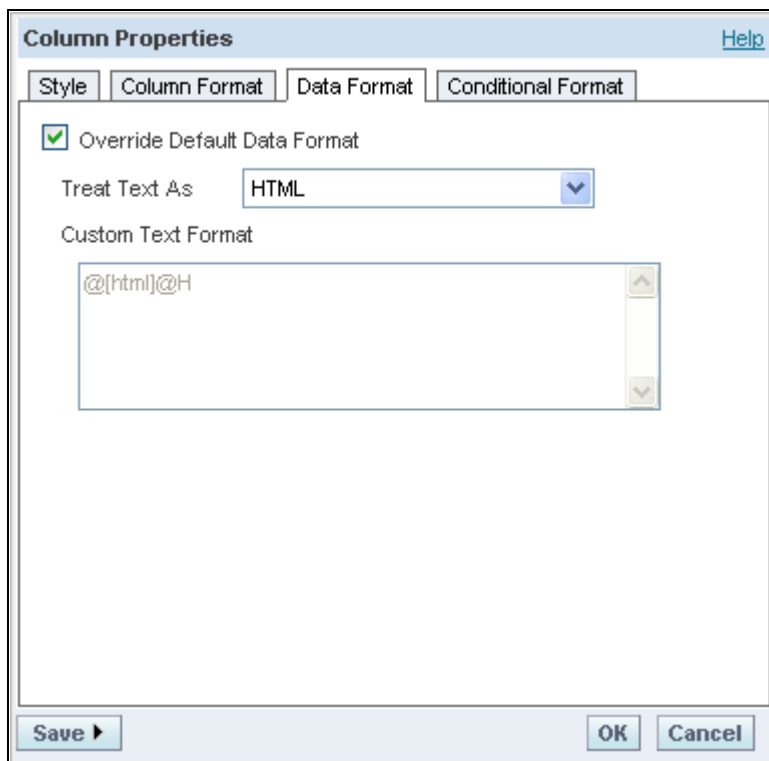 Column Properties Help
Style Column Format Data Format Conditional Format
Override Default Data Format
Treat Text As HTML
Custom Text Format
@[html]@H
Save OK Cancel